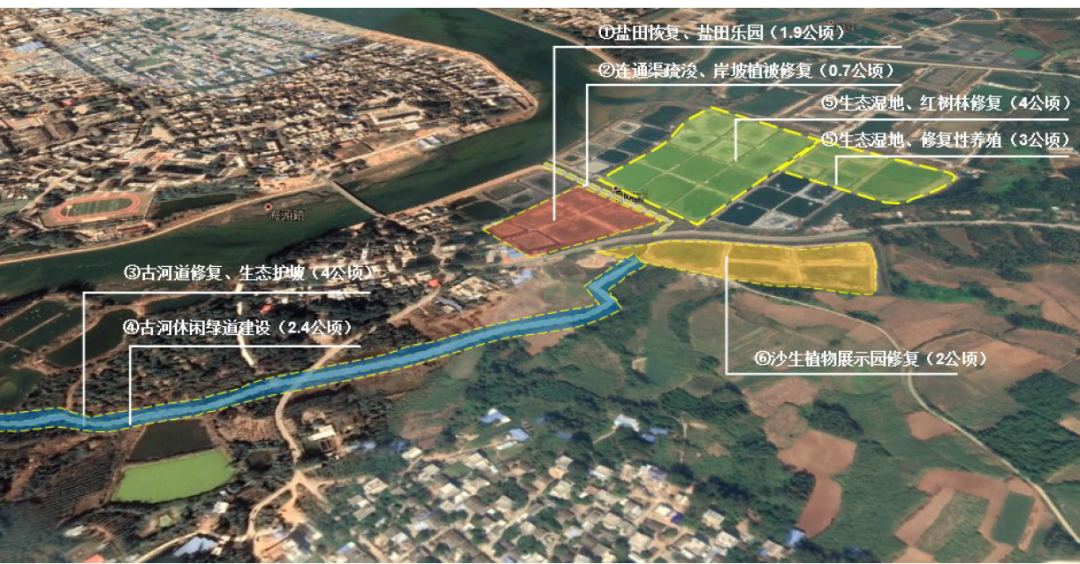 ①盐田恢复、盐田乐园（1.9公顷）
②连通渠疏浚、岸坡植被修复（0.7公顷）
⑤生态湿地、红树林修复（4公顷）
⑤生态湿地、修复性养殖（3公顷）
海头镇
③古河道修复、生态护坡（4公顷）
④古河休闲绿道建设（2.4公顷）
⑥沙生植物展示园修复（2公顷）